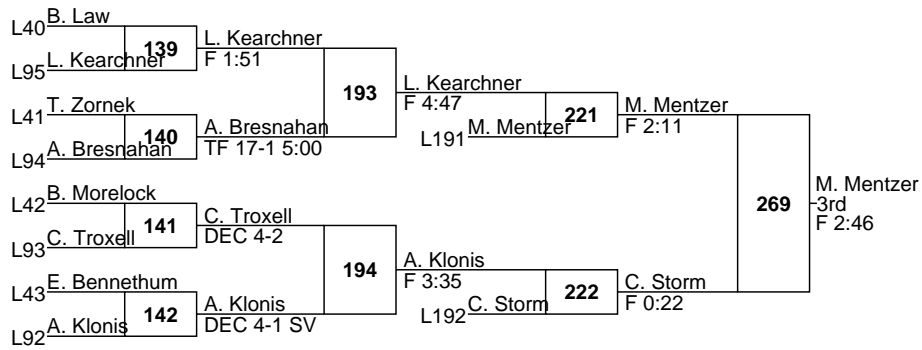 L40 B. Law
139
L. Kearchner
F 1:51
L95 L. Kearchner
193
L. Kearchner
F 4:47
T. Zornek
L41
140
A. Bresnahan
TF 17-1 5:00
L94 A. Bresnahan
L191 M. Mentzer
221
M. Mentzer
F 2:11
B. Morelock
L42
141
C. Troxell
DEC 4-2
L93 C. Troxell
194
A. Klonis
F 3:35
E. Bennethum
L43
142
A. Klonis
DEC 4-1 SV
L92 A. Klonis
L192 C. Storm
222
C. Storm
F 0:22
269
M. Mentzer
3rd
F 2:46